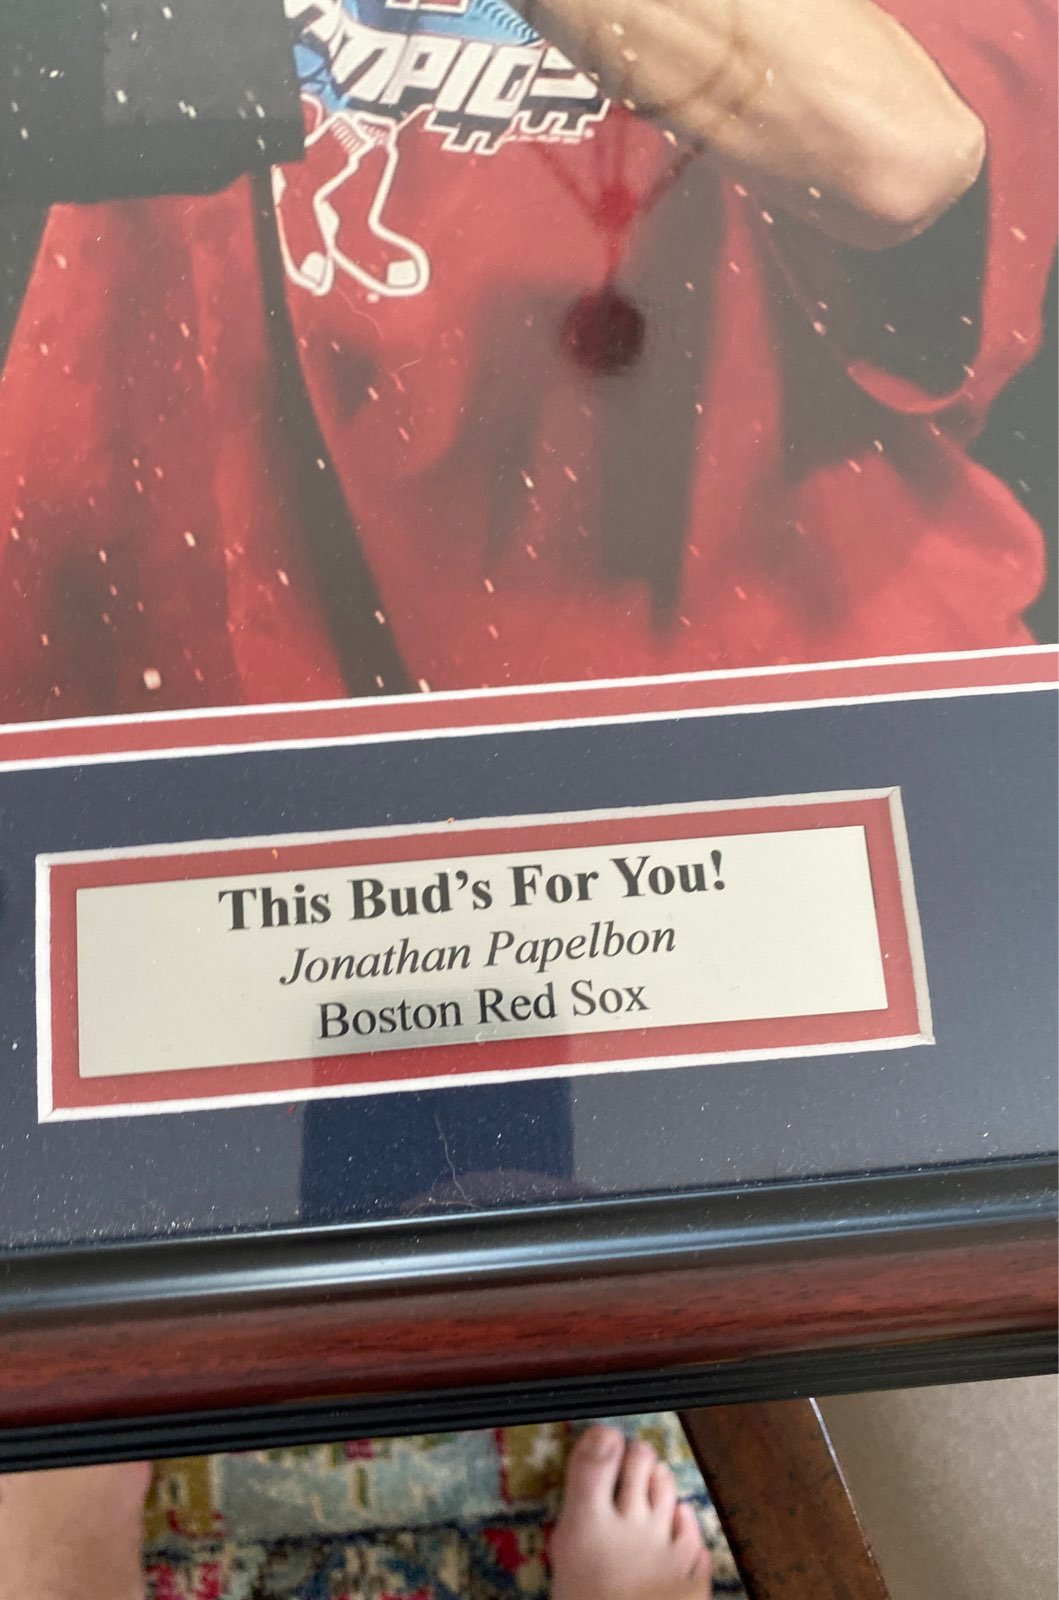 This Bud's For You!
Jonathan Papelbon
Boston Red Sox